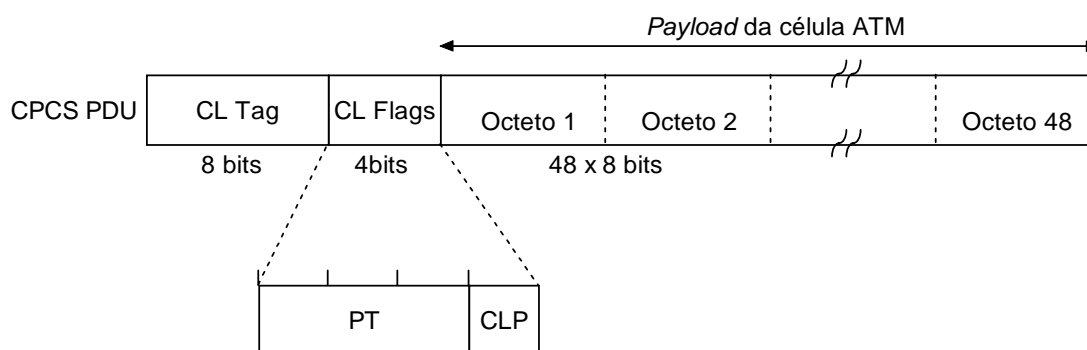 Payload da célula ATM
CPCS PDU CL Tag CL Flags Octeto 1 Octeto 2 Octeto 48
8 bits 4bits 48 x 8 bits
PT CLP